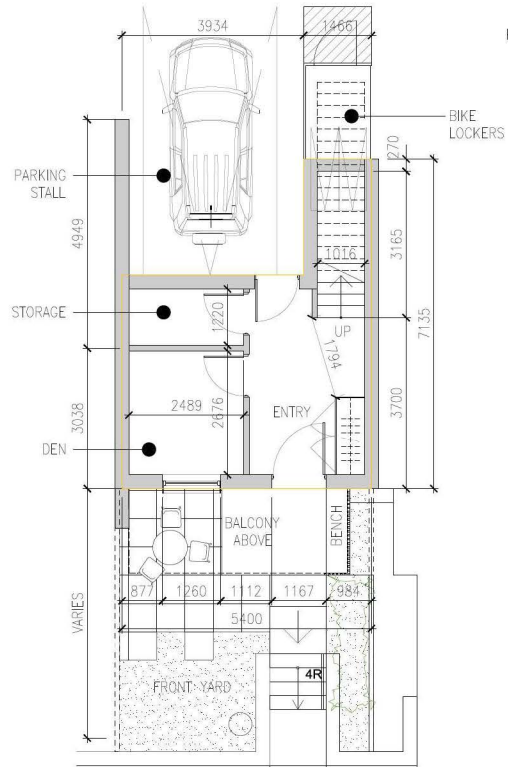 3934
1466
BIKE
LOCKERS
270
PARKING
STALL
4949
3165
1016
7135
STORAGE
1220
UP
1794
3700
3038
2489
2676
ENTRY
DEN
BALCONY
ABOVE
BENCH
VARIES
877
1260
1112
1167
984
5400
4R
FRONT YARD